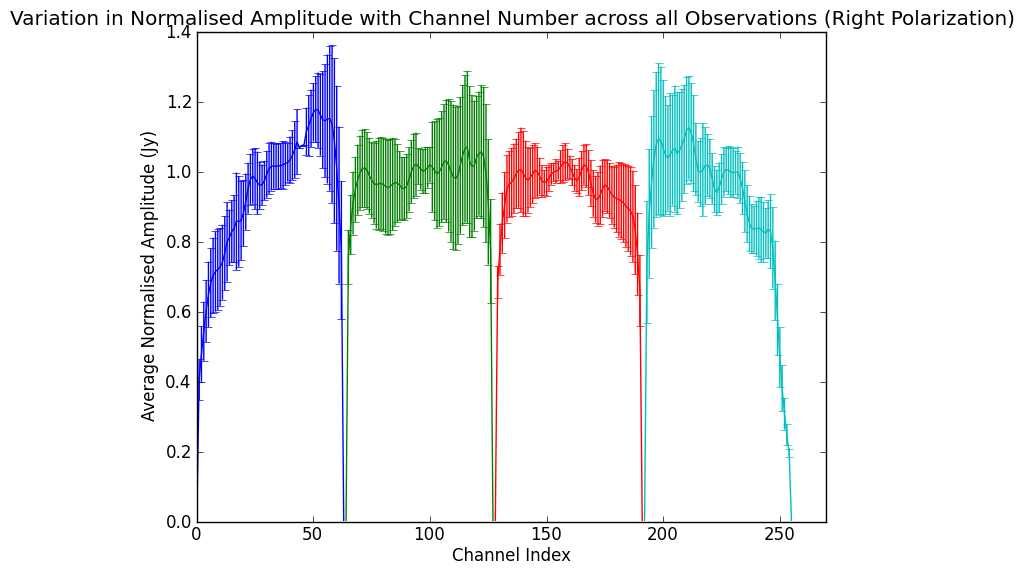 Variation in Normalised Amplitude with Channel Number across all Observations (Right Polarization)
1.4
1.2
1.0
0.8
0.6
0.4
0.2
0.0
Average Normalised Amplitude (Jy)
0 50 100 150 200 250
Channel Index